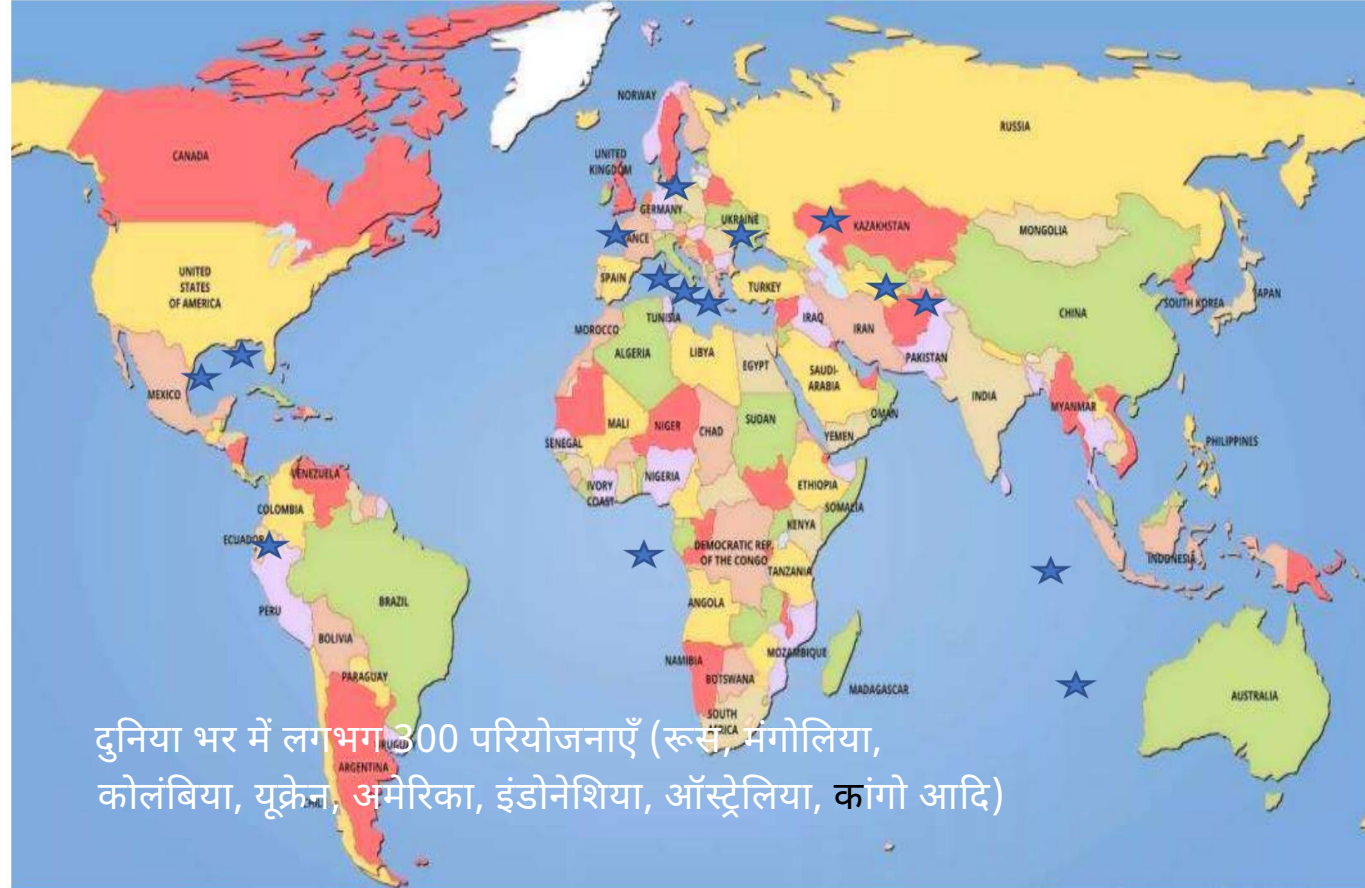 NORWAY
RUSSIA
CANADA
UNITED
KINGDOM
GERMANY
UKRAINE
KAZAKHSTAN
MONGOLIA
ANCE
UNITED
STATES
OF AMERICA
SPAIN
TURKEY
SOUTH KOREA
JAPAN
CHINA
TUNISIA
IRAQ
IRAN
MOROCCO
ALGERIA
LIBYA
EGYPT
PAKISTAN
SAUDI-
ARABIA
MEXICO
INDIA
MYANMAR
OMAN
MALI
NIGER
CHAD
SUDAN
YEMEN
SENEGAL
PHILIPPINES
VENEZUELA
NIGERIA
IVORY
COAST
ETHIOPIA
COLOMBIA
SOMALIA
KENYA
ECUADOR
DEMOCRATIC REP.
OF THE CONGO
INDONESIA
TANZANIA
BRAZIL
ANGOLA
PERU
BOLIVIA
MOZAMBIQUE
NAMIBIA
BOTSWANA
PARAGUAY
MADAGASCAR
AUSTRALIA
SOUTH
दुनिया भर में लगभग 300 परियोजनाएँ (रूस, मंगोलिया,
ARGENTINA
कोलंबिया, यूक्रेन, अमेरिका, इंडोनेशिया, ऑस्ट्रेलिया, कांगो आदि)